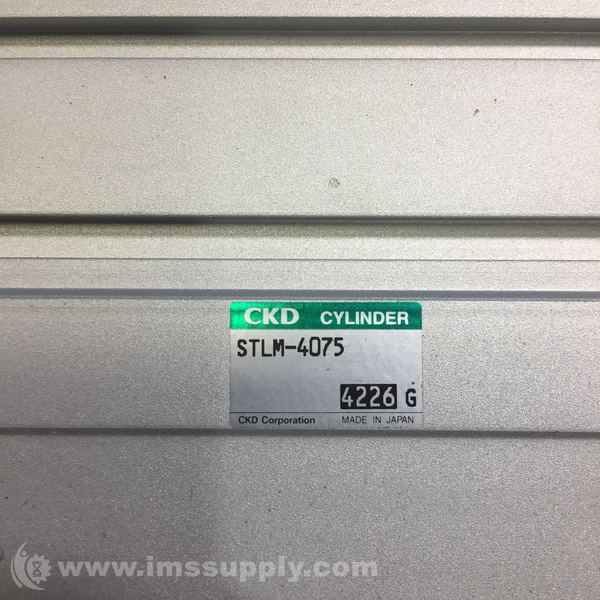 CKD CYLINDER
STLM-4075
4226 G
CKD Corporation MADE IN JAPAN
www.imssupply.com